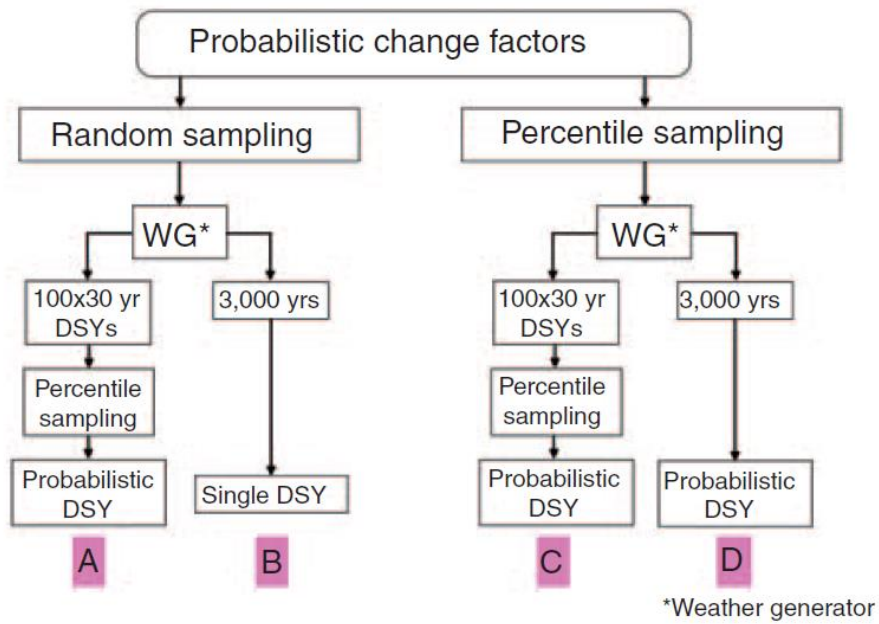 Probabilistic change factors
Random sampling
Percentile sampling
WG*
WG*
100x30 yr
DSYs
3,000 yrs
100x30 yr
DSYs
3,000 yrs
Percentile
sampling
Percentile
sampling
Probabilistic
DSY
Single DSY
Probabilistic
DSY
Probabilistic
DSY
A
B
C
D
*Weather generator